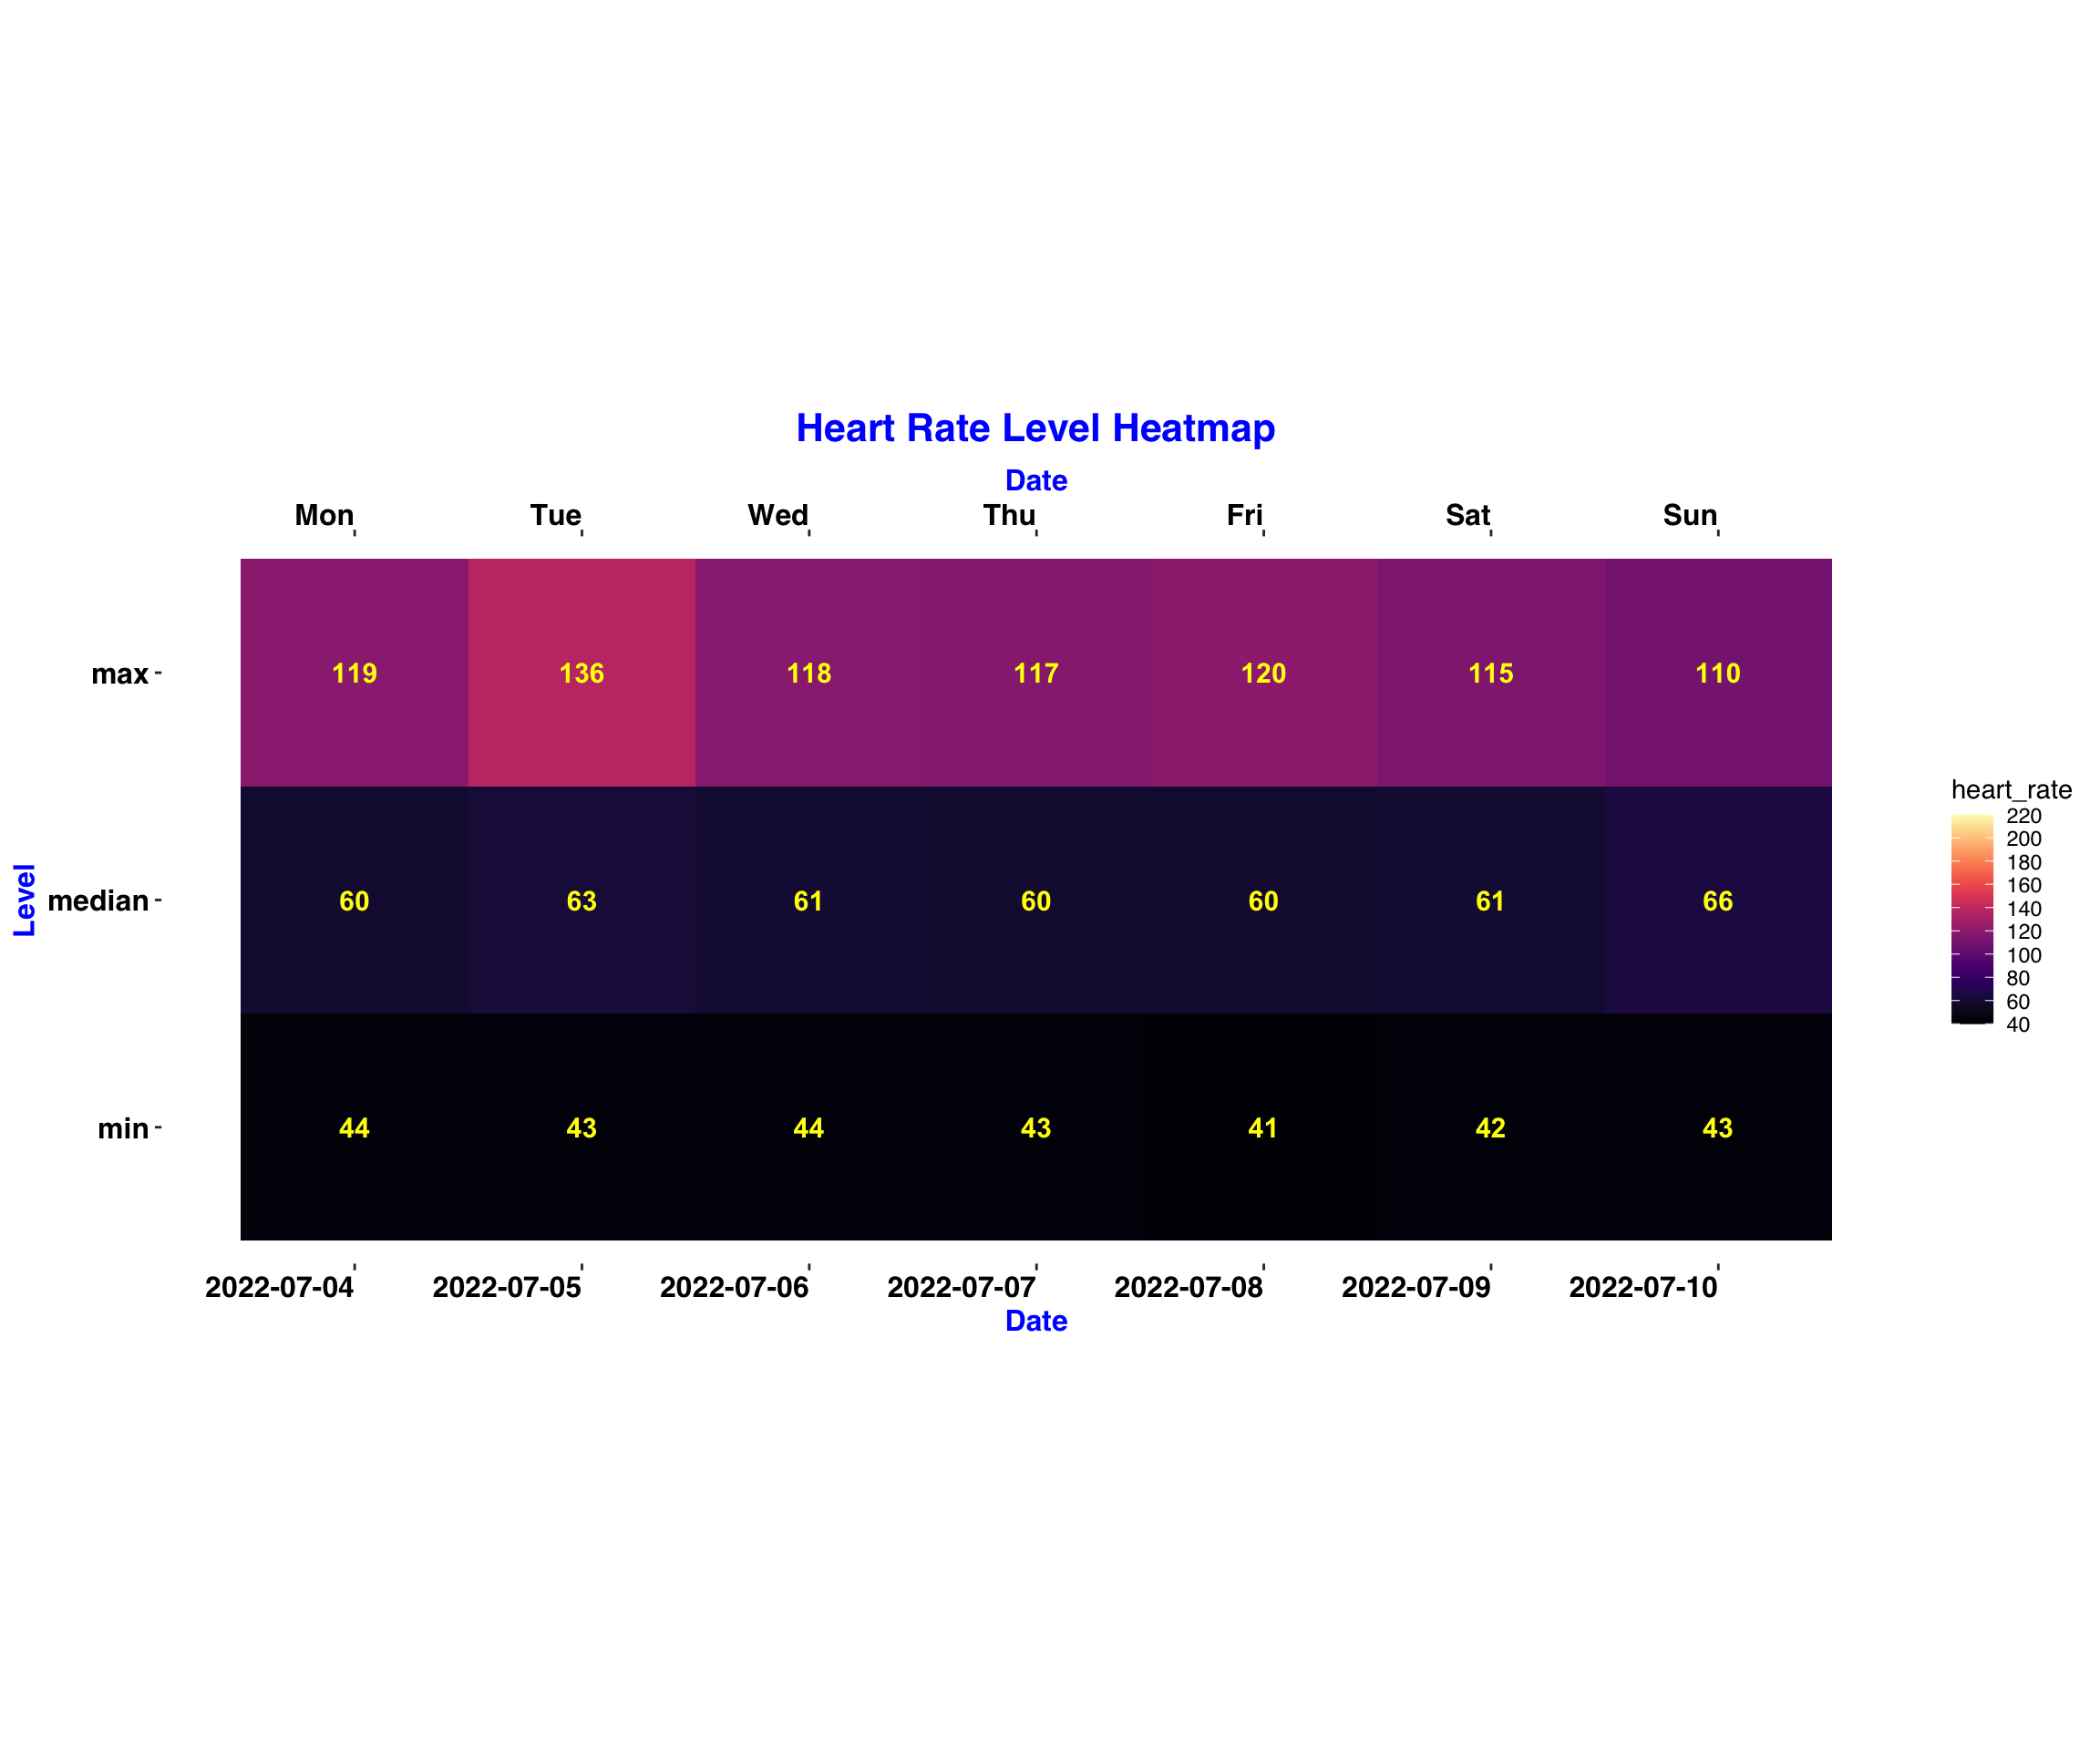 Heart Rate Level Heatmap
Date
Mon Tue Wed Thu Fri Sat Sun
max 119 136 118 117 120 115 110
Level
median 60 63 61 60 60 61 66
min 44 43 44 43 41 42 43
2022-07-04 2022-07-05 2022-07-06 2022-07-07 2022-07-08 2022-07-09 2022-07-10
Date
heart_rate
220
200
180
160
140
120
100
80
60
40